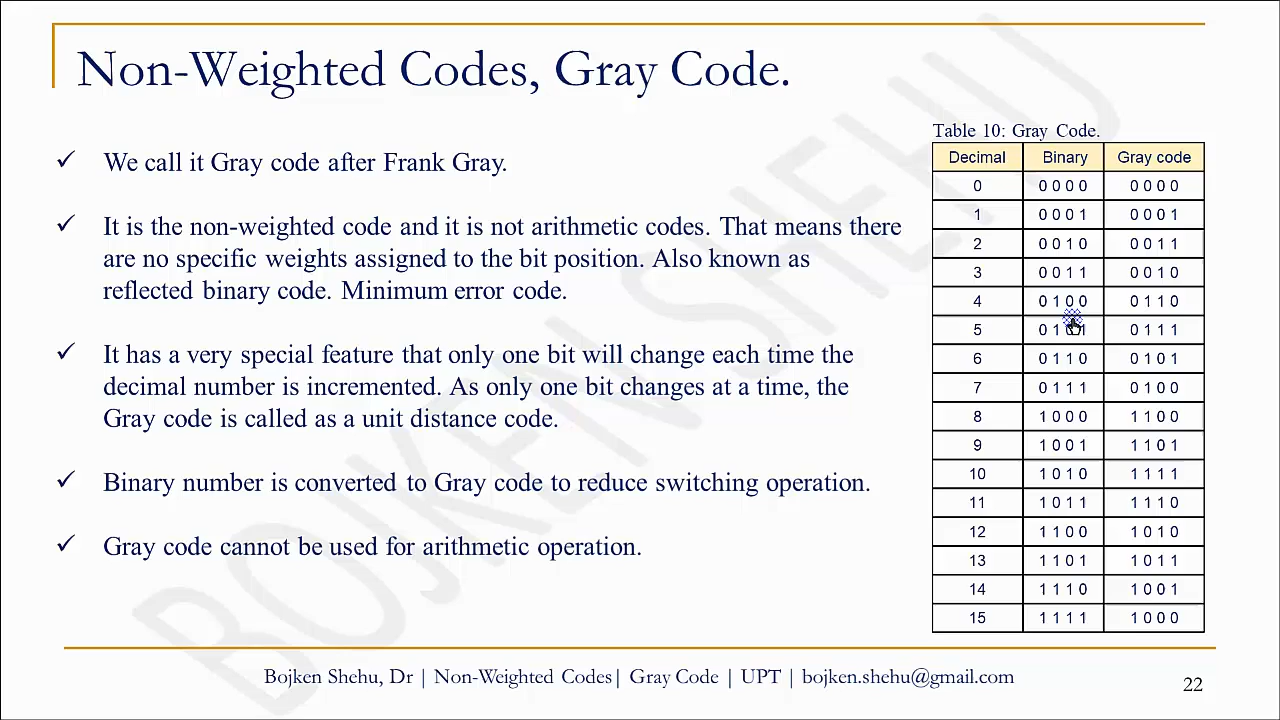 Non-Weighted Codes, Gray Code.
✓ We call it Gray code after Frank Gray.
✓ It is the non-weighted code and it is not arithmetic codes. That means there
are no specific weights assigned to the bit position. Also known as
reflected binary code. Minimum error code.
✓ It has a very special feature that only one bit will change each time the
decimal number is incremented. As only one bit changes at a time, the
Gray code is called as a unit distance code.
✓ Binary number is converted to Gray code to reduce switching operation.
✓ Gray code cannot be used for arithmetic operation.
Table 10: Gray Code.
Decimal Binary Gray code
0 0 0 0 0 0 0 0 0
1 0 0 0 1 0 0 0 1
2 0 0 1 0 0 0 1 1
3 0 0 1 1 0 0 1 0
4 0 1 0 0 0 1 1 0
5 0 1 0 1 0 1 1 1
6 0 1 1 0 0 1 0 1
7 0 1 1 1 0 1 0 0
8 1 0 0 0 1 1 0 0
9 1 0 0 1 1 1 0 1
10 1 0 1 0 1 1 1 1
11 1 0 1 1 1 1 1 0
12 1 1 0 0 1 0 1 0
13 1 1 0 1 1 0 1 1
14 1 1 1 0 1 0 0 1
15 1 1 1 1 1 0 0 0
Bojken Shehu, Dr | Non-Weighted Codes| Gray Code | UPT | bojken.shehu@gmail.com
22
BOJKEN SHEHU